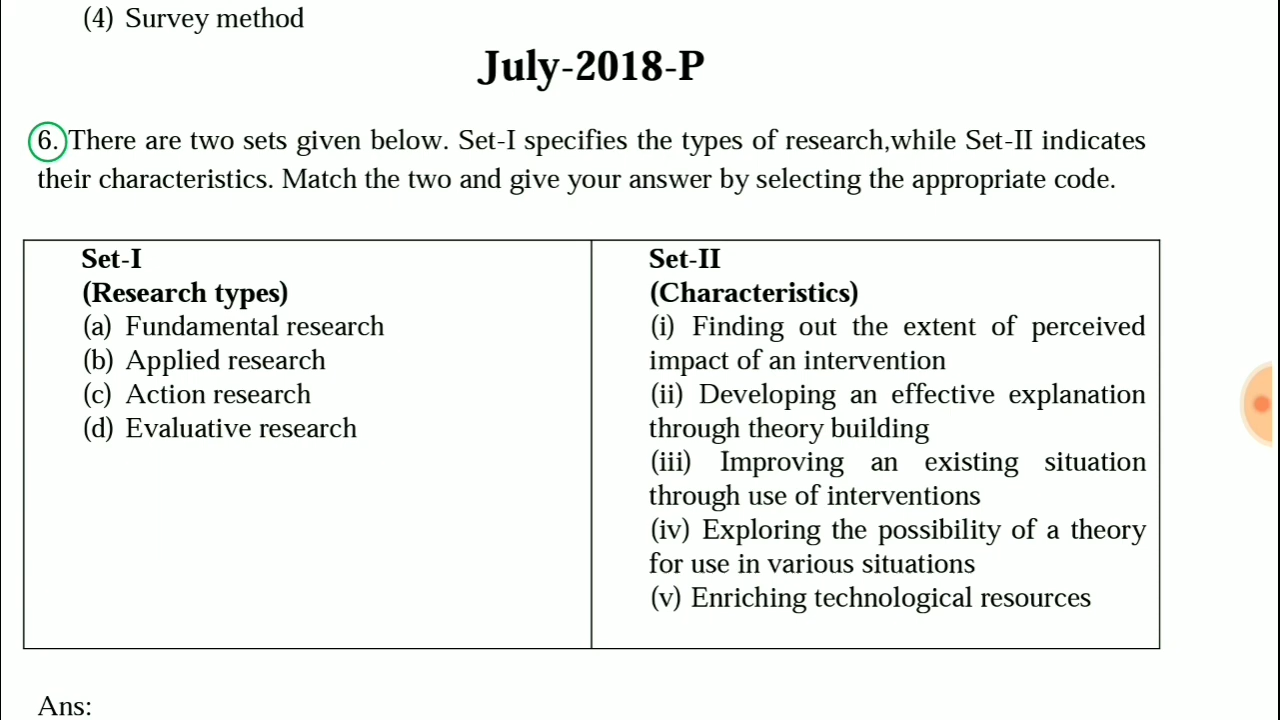 (4) Survey method
July-2018-P
6. There are two sets given below. Set-I specifies the types of research,while Set-II indicates
their characteristics. Match the two and give your answer by selecting the appropriate code.
Set-I
(Research types)
(a) Fundamental research
(b) Applied research
(c) Action research
(d) Evaluative research
Set-II
(Characteristics)
(i) Finding out the extent of perceived
impact of an intervention
(ii) Developing an effective explanation
through theory building
(iii) Improving an existing situation
through use of interventions
(iv) Exploring the possibility of a theory
for use in various situations
(v) Enriching technological resources
Ans: